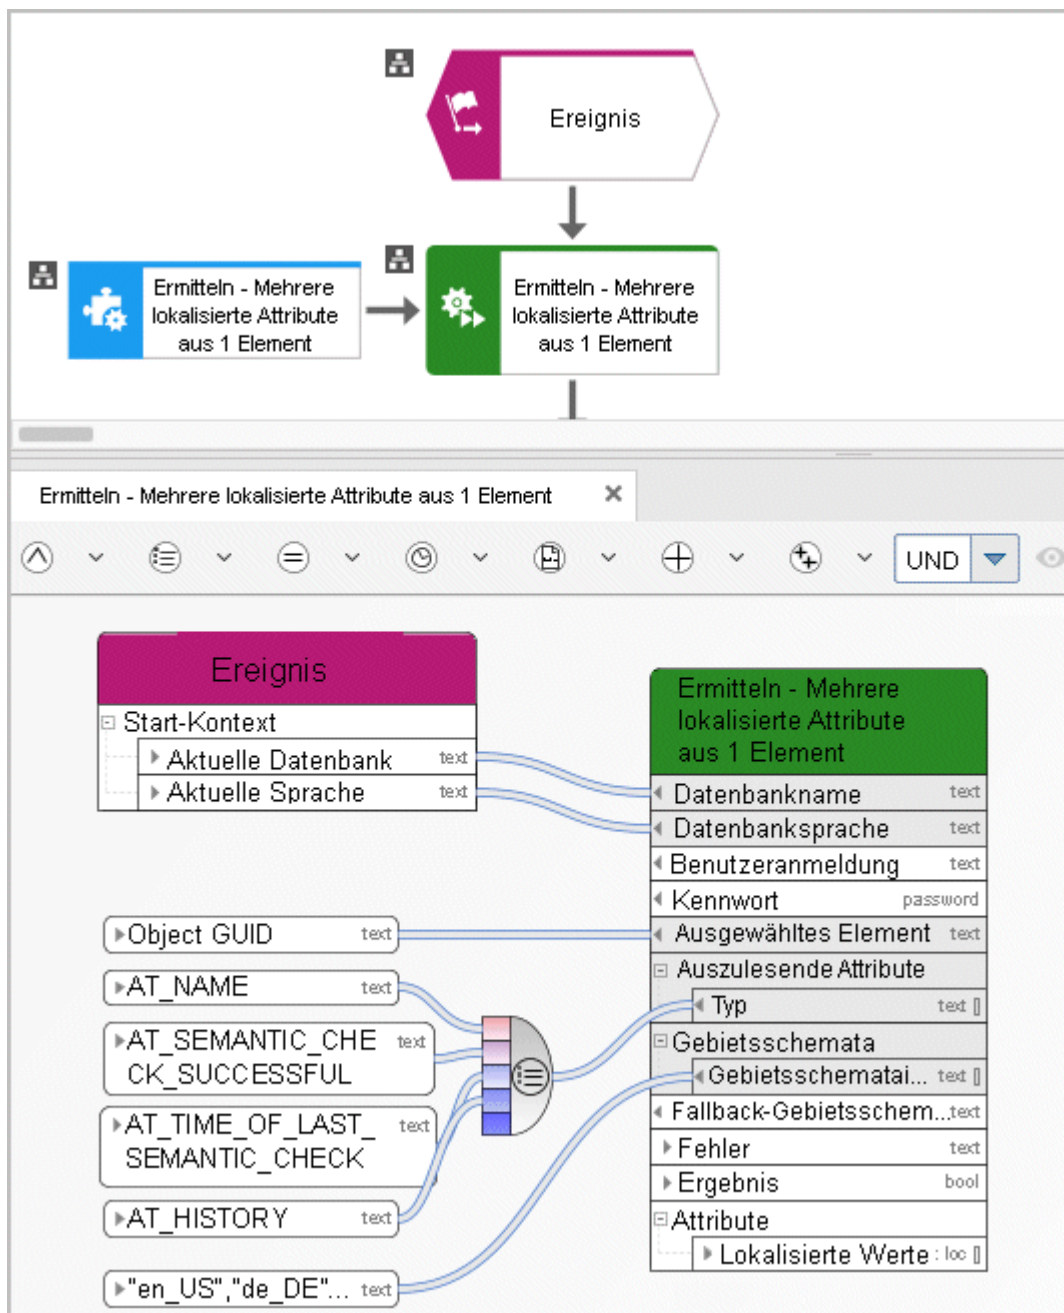 Ereignis
Ermitteln - Mehrere
lokalisierte Attribute
aus 1 Element
Ermitteln - Mehrere
lokalisierte Attribute
aus 1 Element
Ermitteln - Mehrere lokalisierte Attribute aus 1 Element
UND
Ereignis
Start-Kontext
Aktuelle Datenbank text
Aktuelle Sprache text
Object GUID text
AT_NAME text
AT_SEMANTIC_CHE text
CK_SUCCESSFUL
AT_TIME_OF_LAST_ text
SEMANTIC_CHECK
AT_HISTORY text
"en_US","de_DE"... text
Ermitteln - Mehrere
lokalisierte Attribute
aus 1 Element
Datenbankname text
Datenbanksprache text
Benutzeranmeldung text
Kennwort password
Ausgewähltes Element text
Auszulesende Attribute
Typ text []
Gebietsschemata
Gebietsschematai... text []
Fallback-Gebietsschem...text
Fehler text
Ergebnis bool
Attribute
Lokalisierte Werte : loc []